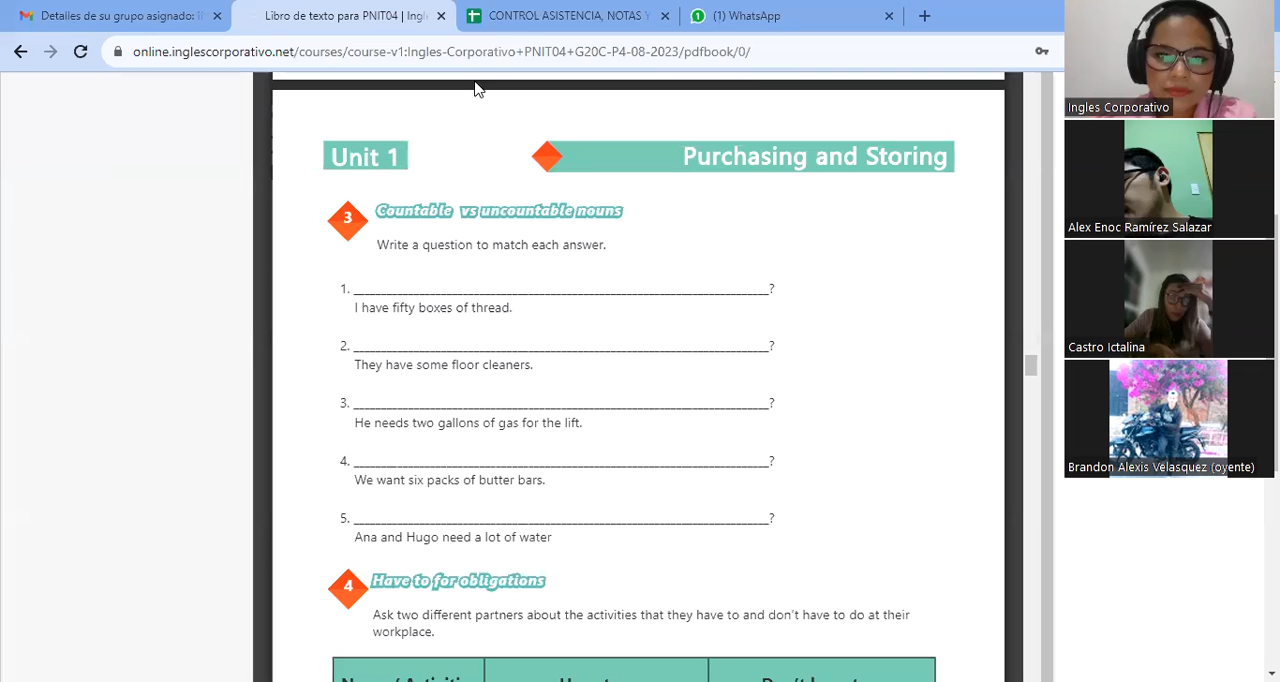 Detalles de su grupo asignado: I
Libro de texto para PNIT04 | Ingl
CONTROL ASISTENCIA, NOTAS Y
(1) WhatsApp
online.inglescorporativo.net/courses/course-v1:Ingles-Corporativo+PNIT04+G20C-P4-08-2023/pdfbook/0/
Unit 1
Purchasing and Storing
3
Countable vs uncountable nouns
Write a question to match each answer.
1. ______________________________?
I have fifty boxes of thread.
2. ______________________________?
They have some floor cleaners.
3. ______________________________?
He needs two gallons of gas for the lift.
4. ______________________________?
We want six packs of butter bars.
5. ______________________________?
Ana and Hugo need a lot of water
4
Have to for obligations
Ask two different partners about the activities that they have to and don't have to do at their
workplace.
Ingles Corporativo
Alex Enoc Ramírez Salazar
Castro Ictalina
Brandon Alexis Velasquez (oyente)